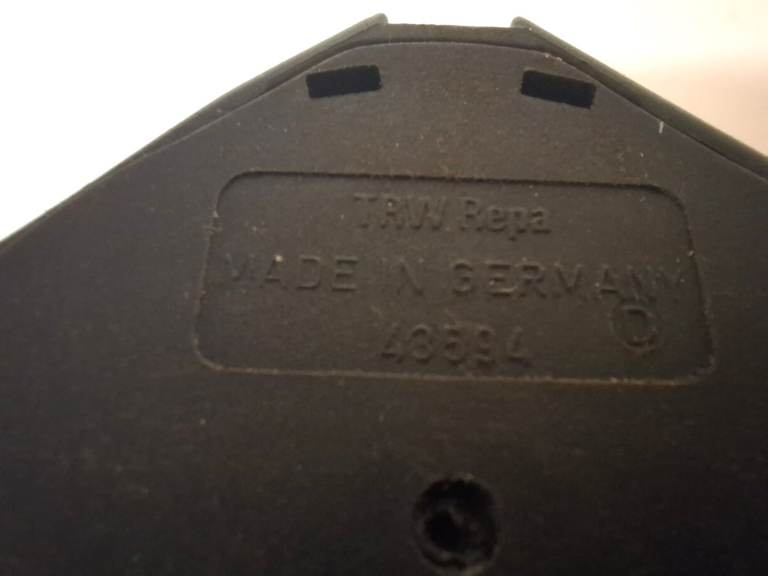 TRW Repa
MADE IN GERMANY
D
43594